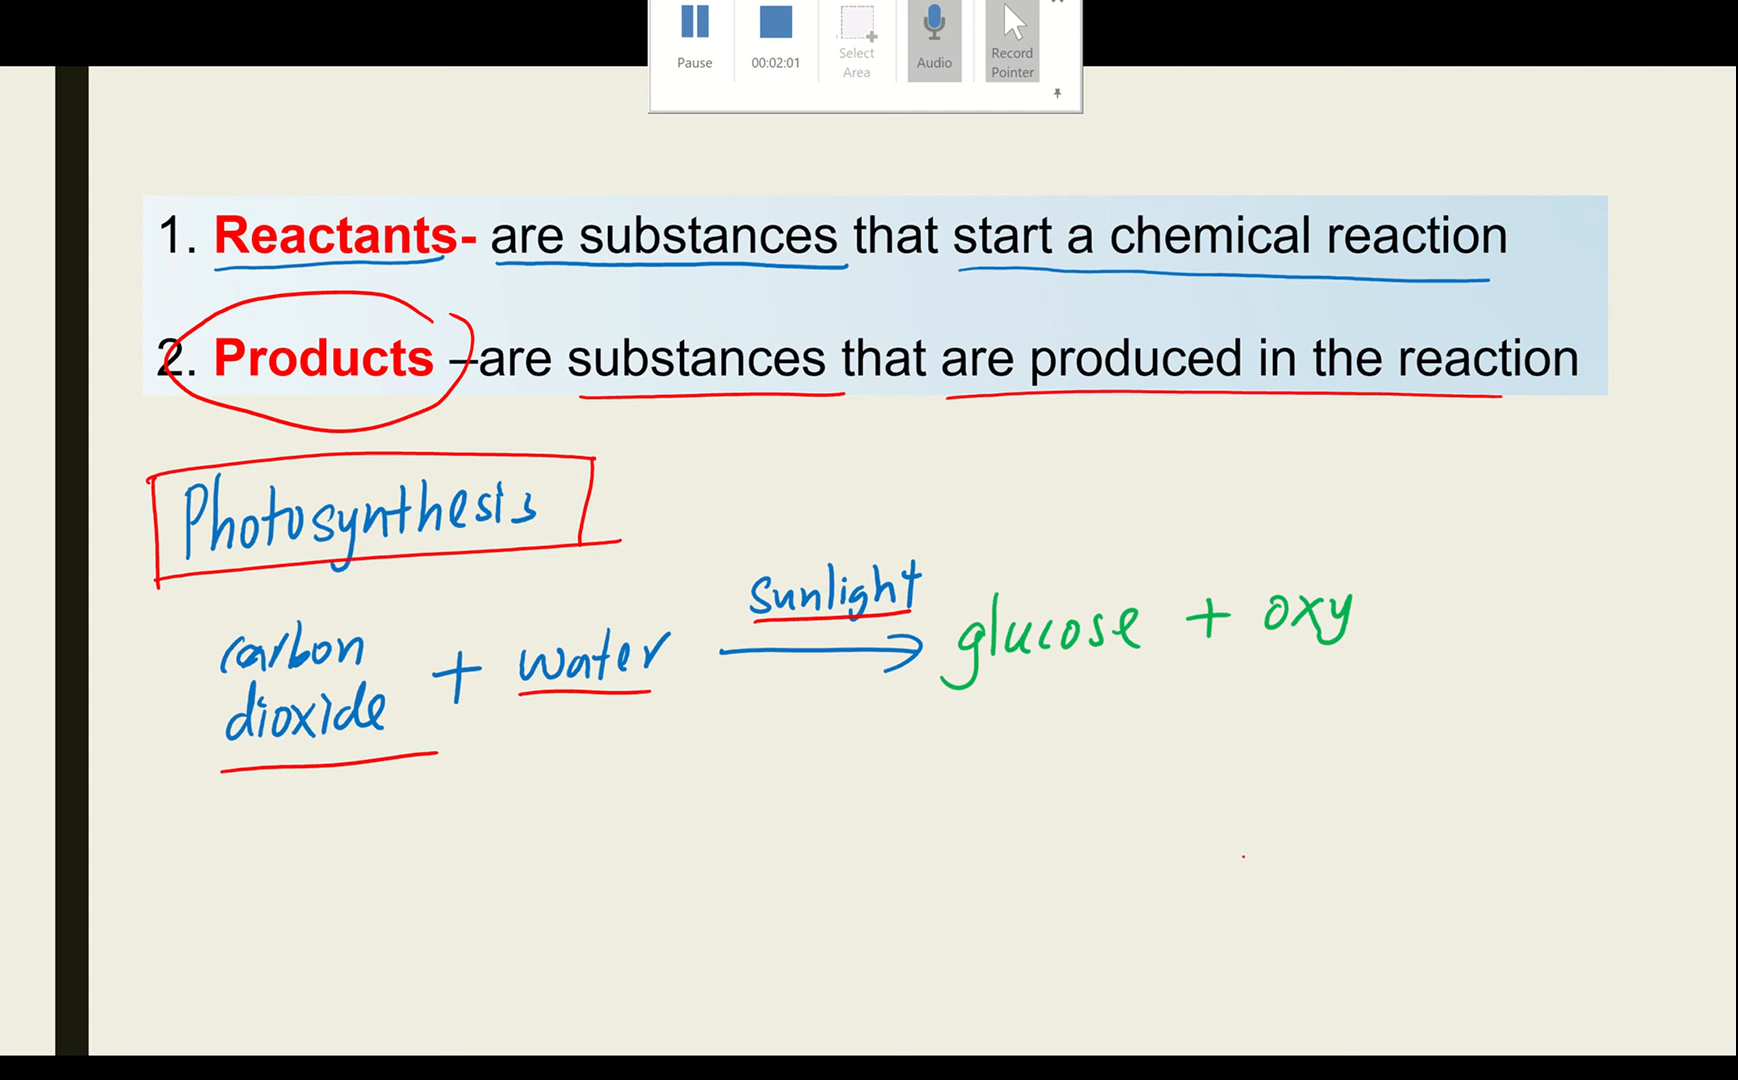 Pause
00:02:01
Select
Area
Audio
Record
Pointer
1. Reactants- are substances that start a chemical reaction
2. Products –are substances that are produced in the reaction
Photosynthesis
sunlight
carbon
dioxide + water → glucose + oxy